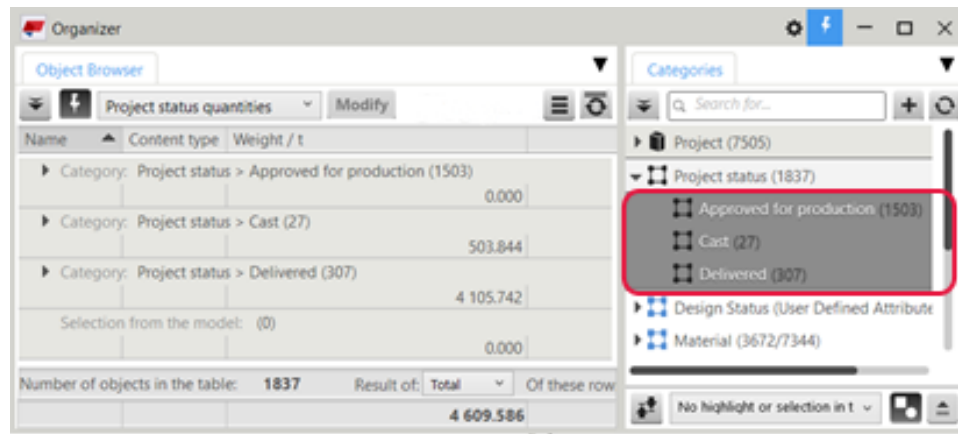 Organizer
Object Browser
Project status quantities
Modify
Name Content type Weight / t
Category: Project status > Approved for production (1503)
0.000
Category: Project status > Cast (27)
503.844
Category: Project status > Delivered (307)
4 105.742
Selection from the model: (0)
0.000
Number of objects in the table: 1837 Result of: Total Of these row
4 609.586
Categories
Search for...
Project (7505)
Project status (1837)
Approved for production (1503)
Cast (27)
Delivered (307)
Design Status (User Defined Attribute
Material (3672/7344)
No highlight or selection in t